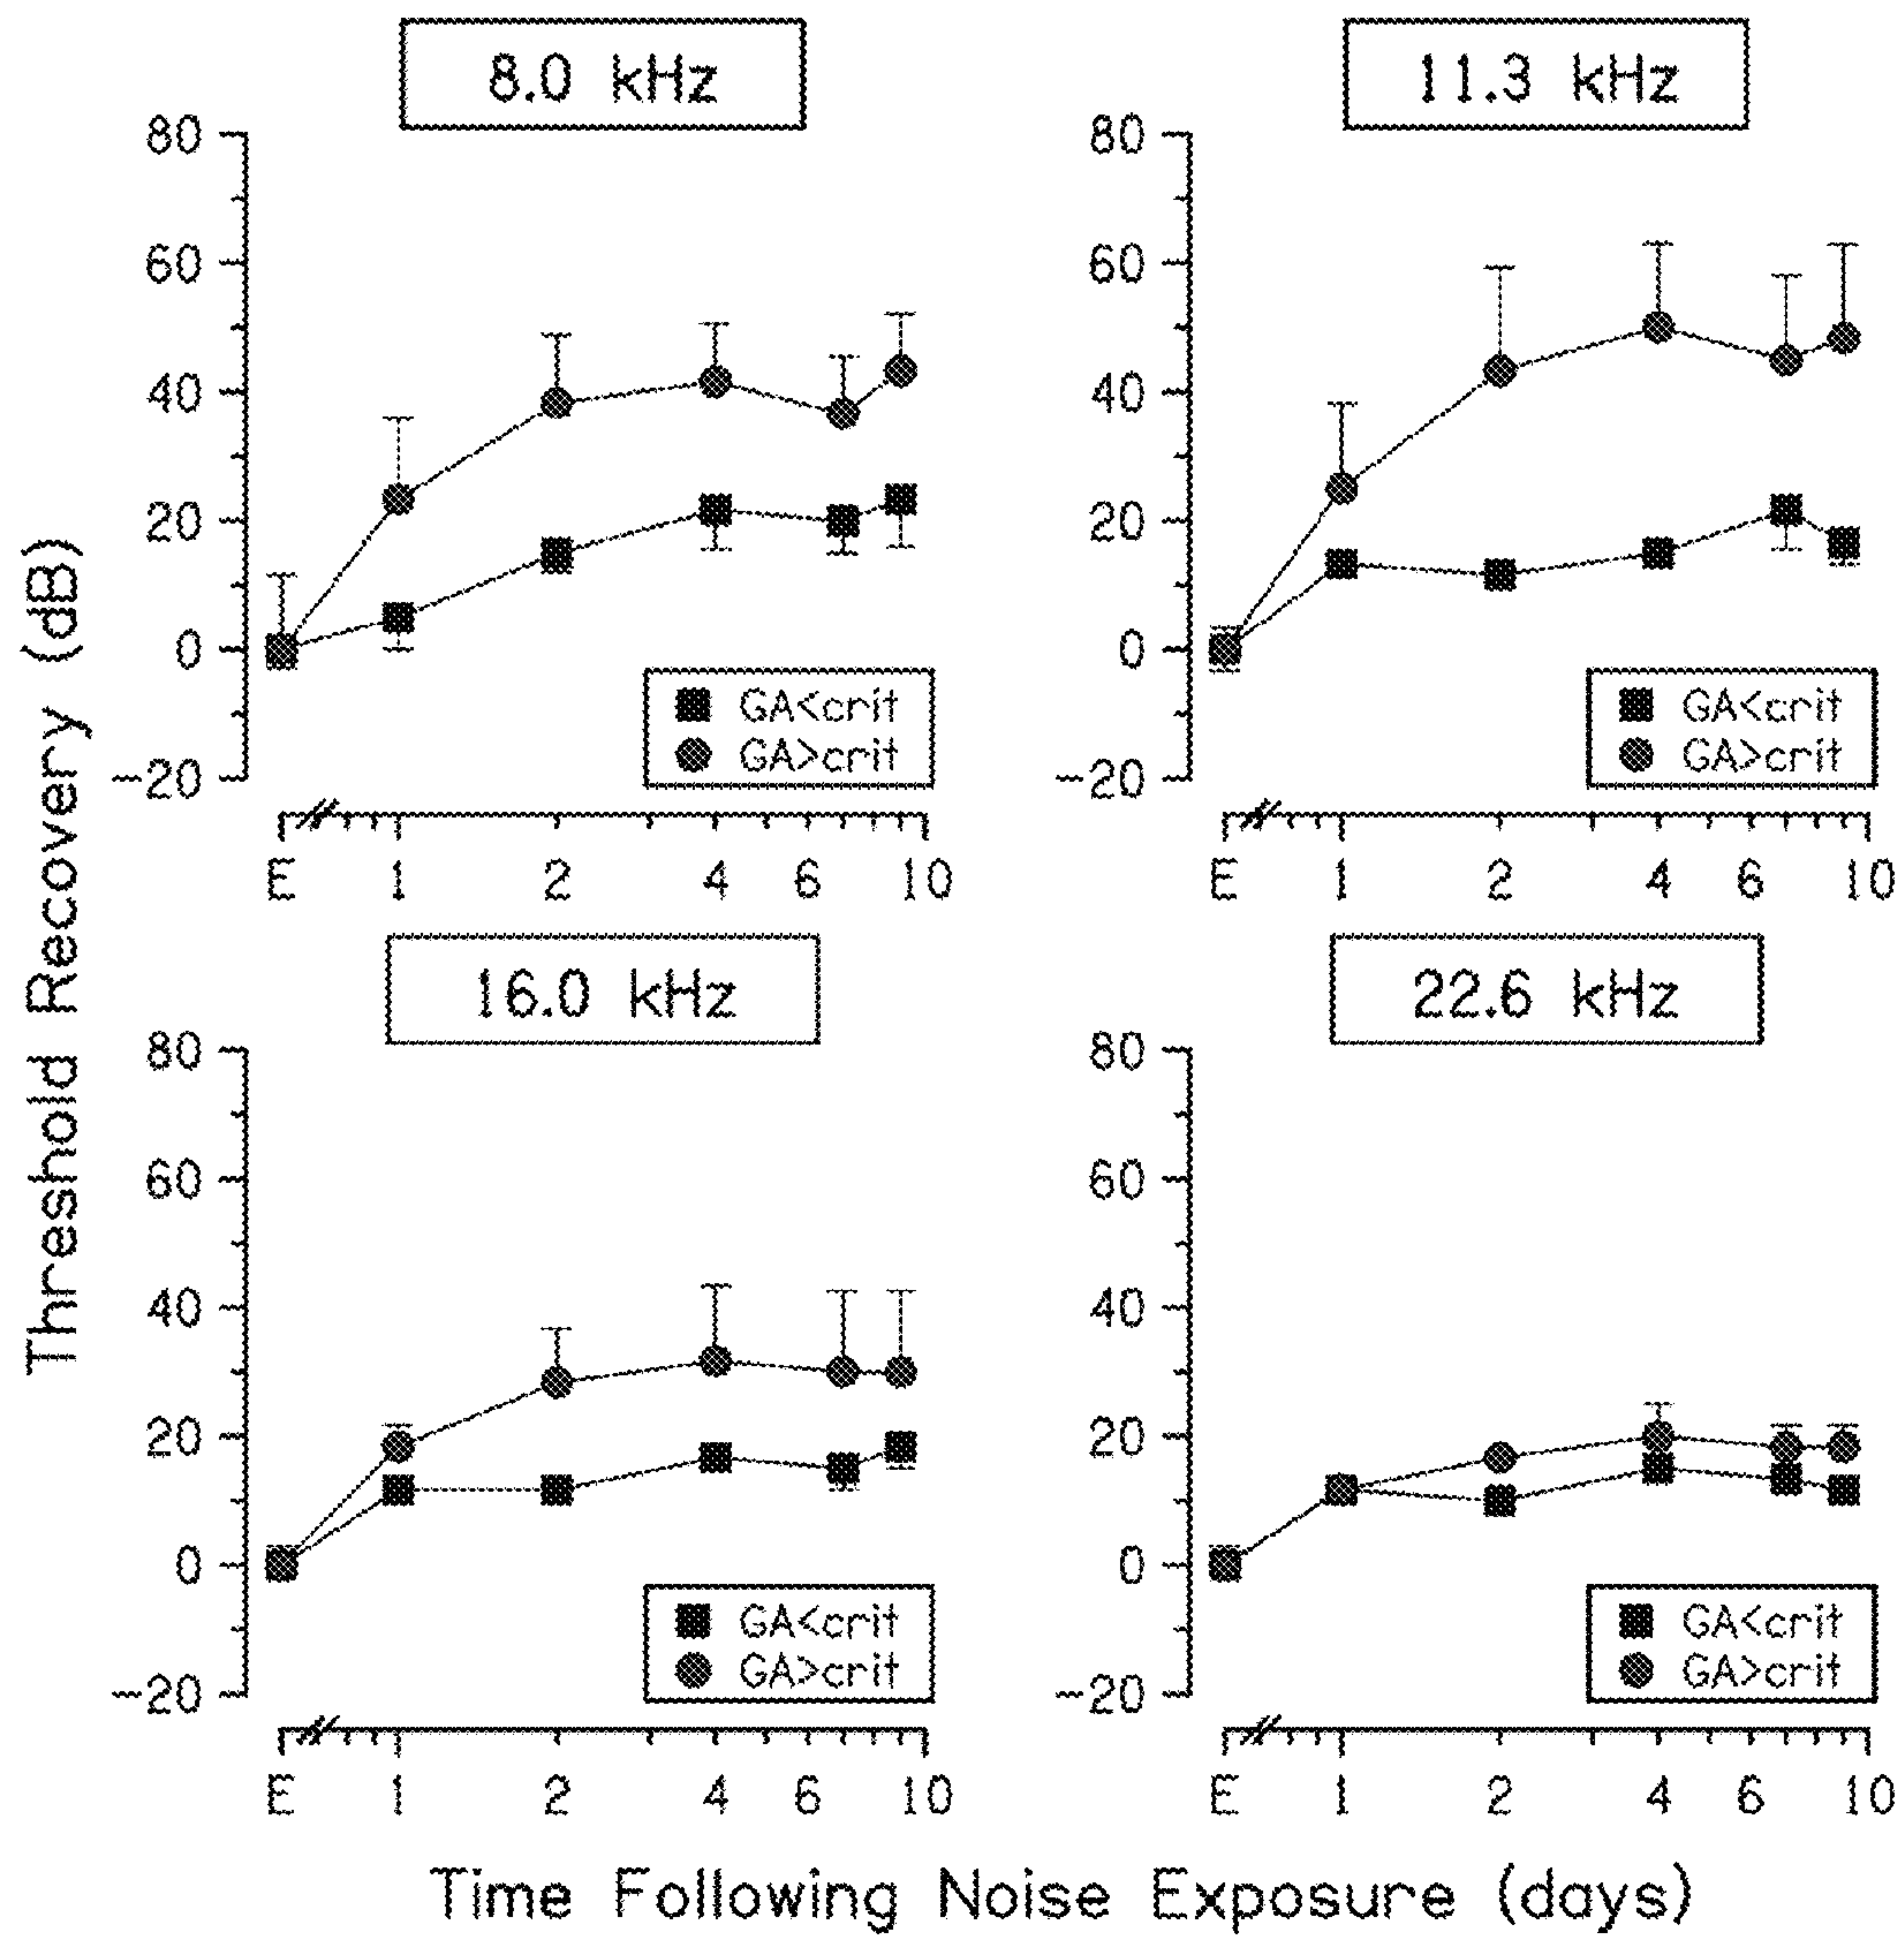 8.0 kHz
11.3 kHz
80
60
40
20
0
-20
80
60
40
20
0
-20
GA<crit
GA>crit
GA<crit
GA>crit
E 1 2 4 6 10
E 1 2 4 6 10
Threshold Recovery (dB)
16.0 kHz
22.6 kHz
80
60
40
20
0
-20
80
60
40
20
0
-20
GA<crit
GA>crit
GA<crit
GA>crit
E 1 2 4 6 10
E 1 2 4 6 10
Time Following Noise Exposure (days)